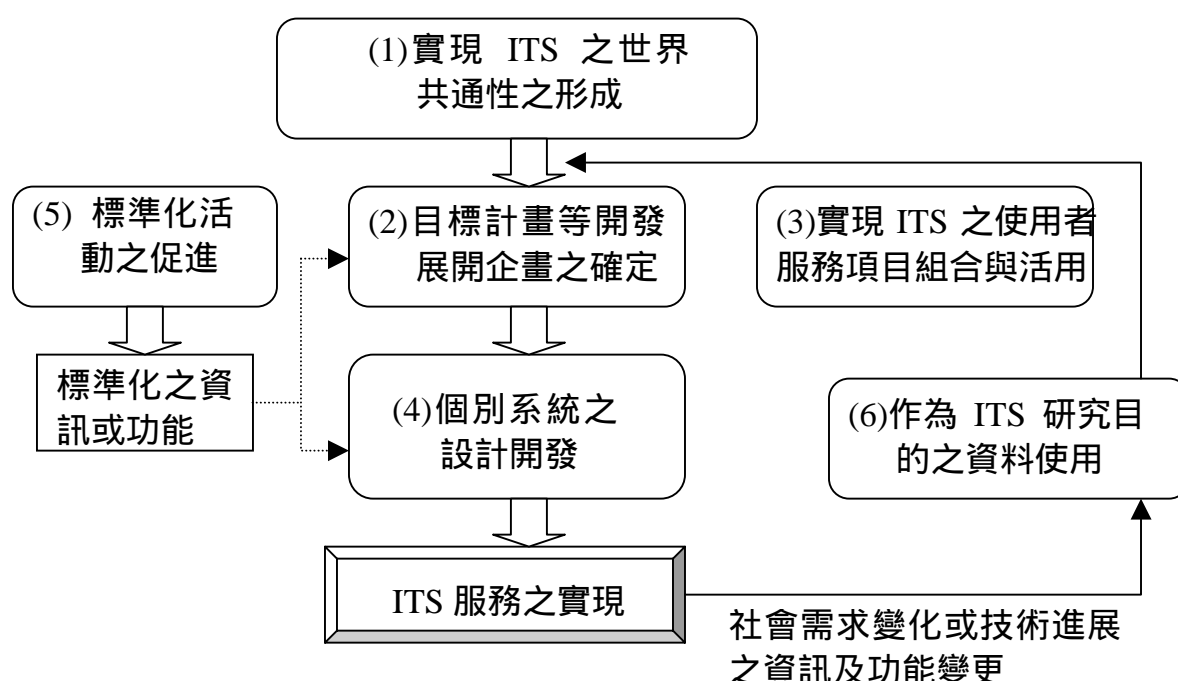 (1)實現 ITS 之世界
共通性之形成
(5) 標準化活
動之促進
(2)目標計畫等開發
展開企畫之確定
(3)實現 ITS 之使用者
服務項目組合與活用
標準化之資
訊或功能
(4)個別系統之
設計開發
(6)作為 ITS 研究目
的之資料使用
ITS 服務之實現
社會需求變化或技術進展
之資訊及功能變更